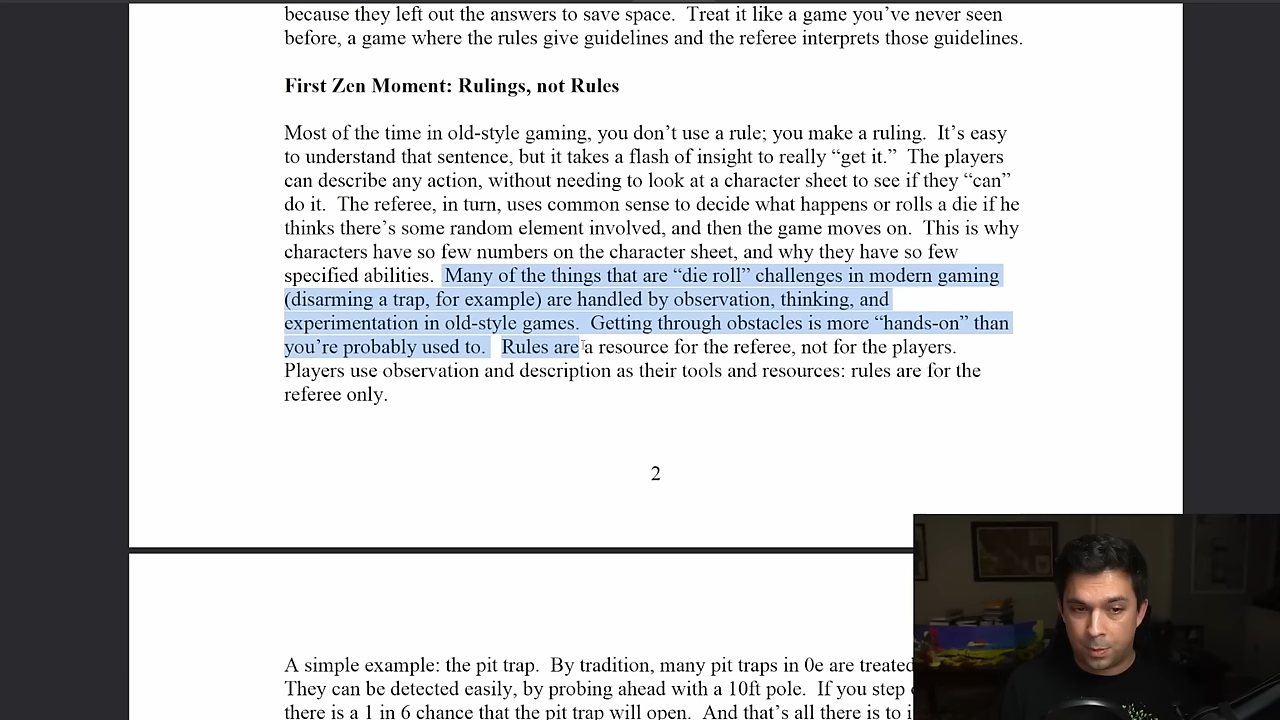 because they left out the answers to save space.  Treat it like a game you’ve never seen
before, a game where the rules give guidelines and the referee interprets those guidelines.
First Zen Moment: Rulings, not Rules
Most of the time in old-style gaming, you don’t use a rule; you make a ruling.  It’s easy
to understand that sentence, but it takes a flash of insight to really “get it.”  The players
can describe any action, without needing to look at a character sheet to see if they “can”
do it.  The referee, in turn, uses common sense to decide what happens or rolls a die if he
thinks there’s some random element involved, and then the game moves on.  This is why
characters have so few numbers on the character sheet, and why they have so few
specified abilities.  Many of the things that are “die roll” challenges in modern gaming
(disarming a trap, for example) are handled by observation, thinking, and
experimentation in old-style games.  Getting through obstacles is more “hands-on” than
you’re probably used to.  Rules are a resource for the referee, not for the players.
Players use observation and description as their tools and resources: rules are for the
referee only.
2
A simple example: the pit trap.  By tradition, many pit traps in 0e are treated
They can be detected easily, by probing ahead with a 10ft pole.  If you step
there is a 1 in 6 chance that the pit trap will open.  And that’s all there is to